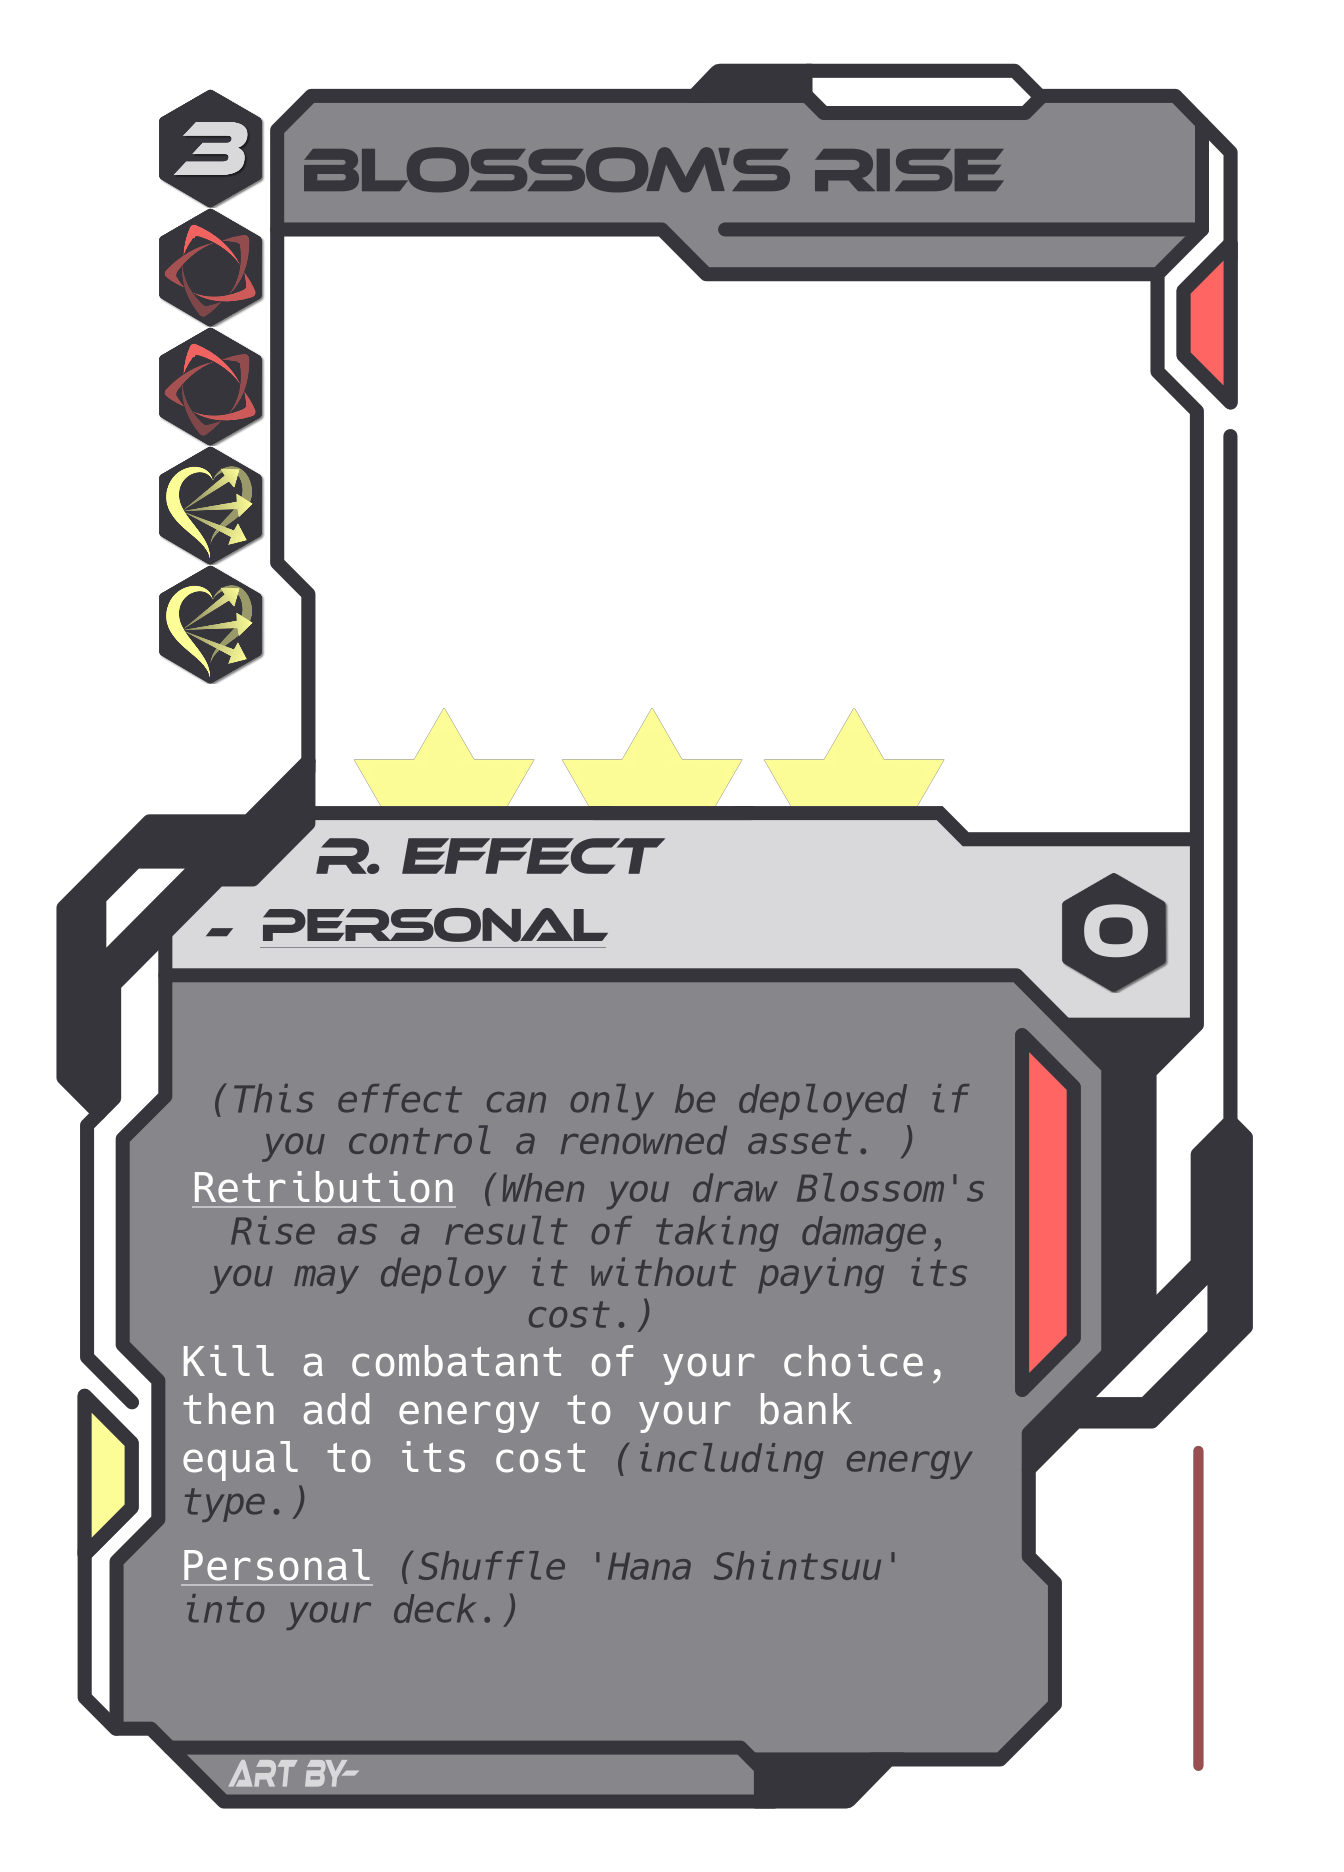 3
BLOSSOM'S RISE
R. EFFECT
- PERSONAL
0
(This effect can only be deployed if
you control a renowned asset. )
Retribution (When you draw Blossom's
Rise as a result of taking damage,
you may deploy it without paying its
cost.)
Kill a combatant of your choice,
then add energy to your bank
equal to its cost (including energy
type.)
Personal (Shuffle 'Hana Shintsuu'
into your deck.)
ART BY-